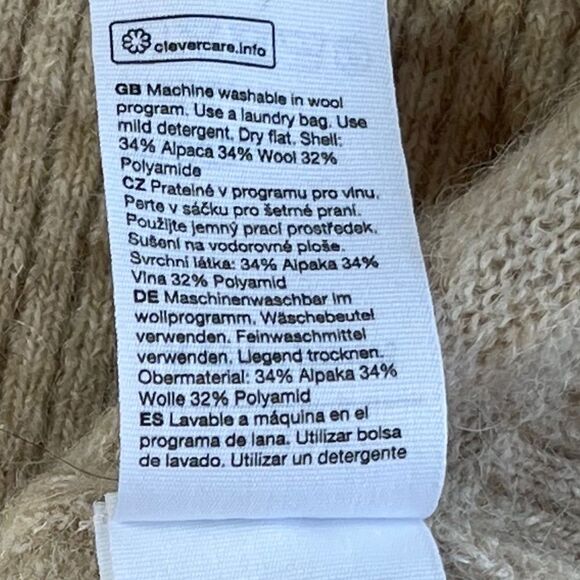 clevercare.info
GB Machine washable in wool
program. Use a laundry bag. Use
mild detergent. Dry flat. Shell:
34% Alpaca 34% Wool 32%
Polyamide
CZ Pratelné v programu pro vlnu.
Perte v sáčku pro šetrné praní.
Použijte jemný prací prostředek.
Sušení na vodorovné ploše.
Svrchní látka: 34% Alpaka 34%
Vlna 32% Polyamid
DE Maschinenwaschbar im
wollprogramm. Wäschebeutel
verwenden. Feinwaschmittel
verwenden. Liegend trocknen.
Obermaterial: 34% Alpaka 34%
Wolle 32% Polyamid
ES Lavable a máquina en el
programa de lana. Utilizar bolsa
de lavado. Utilizar un detergente